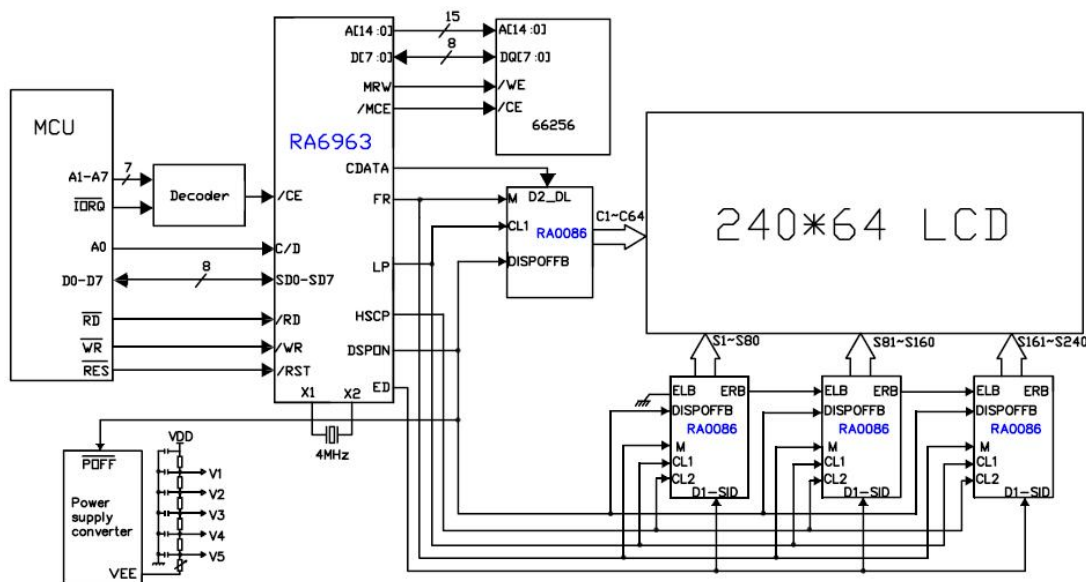 MCU
A1-A7
7
IORQ
A0
D0-D7
8
RD
WR
RES
Decoder
RA6963
/CE
C/D
SD0-SD7
/RD
/WR
/RST
X1
X2
4MHz
A[14:0]
D[7:0]
MRW
/MCE
CDATA
FR
LP
HSCP
DSPON
ED
15
8
A[14:0]
DQ[7:0]
/WE
/CE
66256
D2_DL
M
RA0086
CL1
DISPOFFB
C1~C64
240*64 LCD
S1~S80
S81~S160
S161~S240
ELB
DISPOFFB
RA0086
M
CL1
CL2
D1-SID
ERB
ELB
DISPOFFB
RA0086
M
CL1
CL2
D1-SID
ERB
ELB
DISPOFFB
RA0086
M
CL1
CL2
D1-SID
ERB
POFF
Power
supply
converter
VEE
VDD
V1
V2
V3
V4
V5